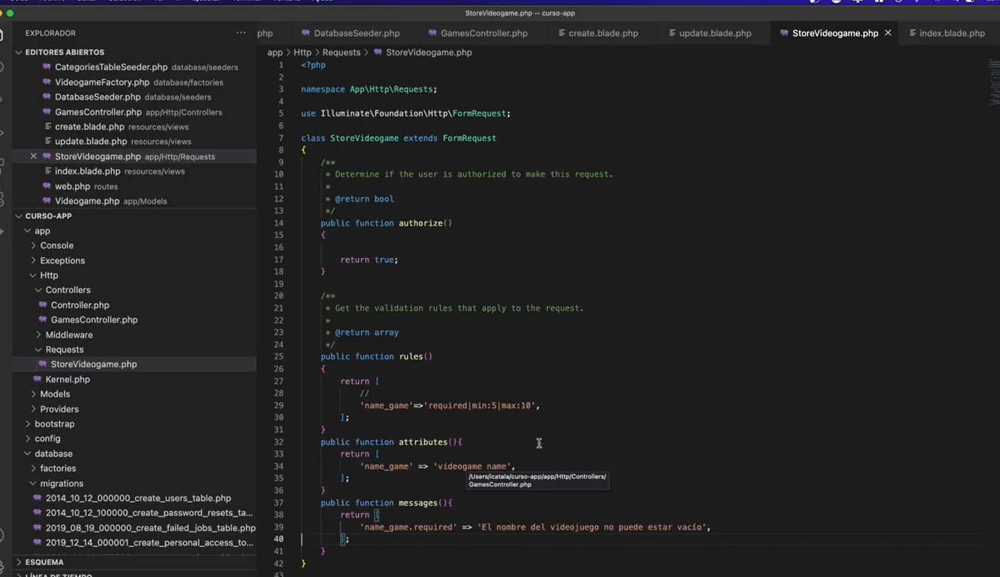 StoreVideogame.php — curso-app
EXPLORADOR
EDITORES ABIERTOS
CategoriesTableSeeder.php database/seeders
VideogameFactory.php database/factories
DatabaseSeeder.php database/seeders
GamesController.php app/Http/Controllers
create.blade.php resources/views
update.blade.php resources/views
StoreVideogame.php app/Http/Requests
index.blade.php resources/views
web.php routes
Videogame.php app/Models
CURSO-APP
app
Console
Exceptions
Http
Controllers
Controller.php
GamesController.php
Middleware
Requests
StoreVideogame.php
Kernel.php
Models
Providers
bootstrap
config
database
factories
migrations
2014_10_12_000000_create_users_table.php
2014_10_12_100000_create_password_resets_ta...
2019_08_19_000000_create_failed_jobs_table.php
2019_12_14_000001_create_personal_access_to...
ESQUEMA
LÍNEA DE TIEMPO
php DatabaseSeeder.php GamesController.php create.blade.php update.blade.php StoreVideogame.php index.blade.php
app > Http > Requests > StoreVideogame.php
1 <?php
2
3 namespace App\Http\Requests;
4
5 use Illuminate\Foundation\Http\FormRequest;
6
7 class StoreVideogame extends FormRequest
8 {
9 /**
10 * Determine if the user is authorized to make this request.
11 *
12 * @return bool
13 */
14 public function authorize()
15 {
16
17 return true;
18 }
19
20 /**
21 * Get the validation rules that apply to the request.
22 *
23 * @return array
24 */
25 public function rules()
26 {
27 return [
28 //
29 'name_game'=>'required|min:5|max:10',
30 ];
31 }
32 public function attributes(){
33 return [
34 'name_game' => 'videogame name',
35 ];
/Users/icatala/curso-app/app/Http/Controllers/
GamesController.php
36 }
37 public function messages(){
38 return [
39 'name_game.required' => 'El nombre del videojuego no puede estar vacío',
40 ];
41 }
42 }
43